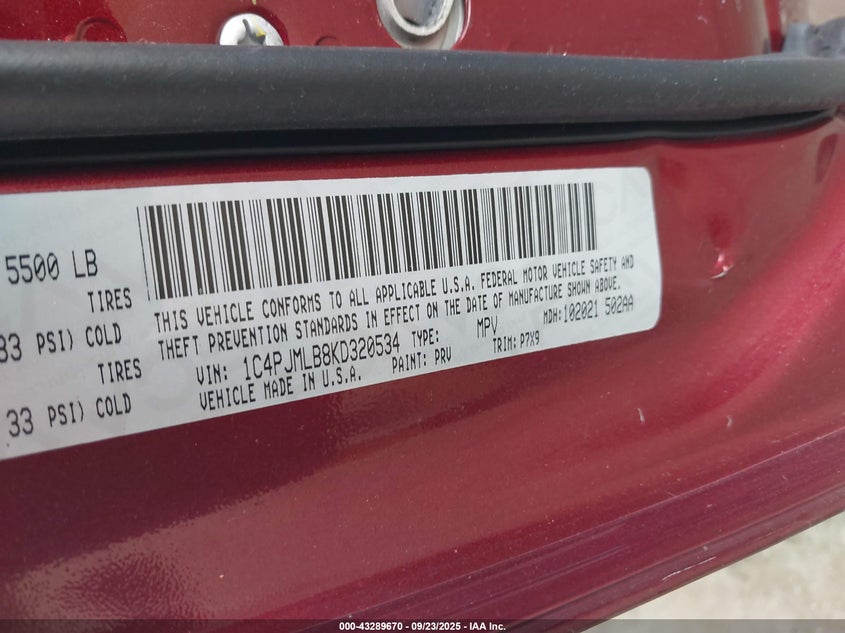 5500 LB
TIRES
33 PSI) COLD
TIRES
33 PSI) COLD
THIS VEHICLE CONFORMS TO ALL APPLICABLE U.S.A. FEDERAL MOTOR VEHICLE SAFETY AND
THEFT PREVENTION STANDARDS IN EFFECT ON THE DATE OF MANUFACTURE SHOWN ABOVE.
VIN: 1C4PJMLB8KD320534 TYPE: MPV MDH:102021 502AA
VEHICLE MADE IN U.S.A. PAINT: PRV TRIM: P7X9
000-43289670 - 09/23/2025 - IAA Inc.